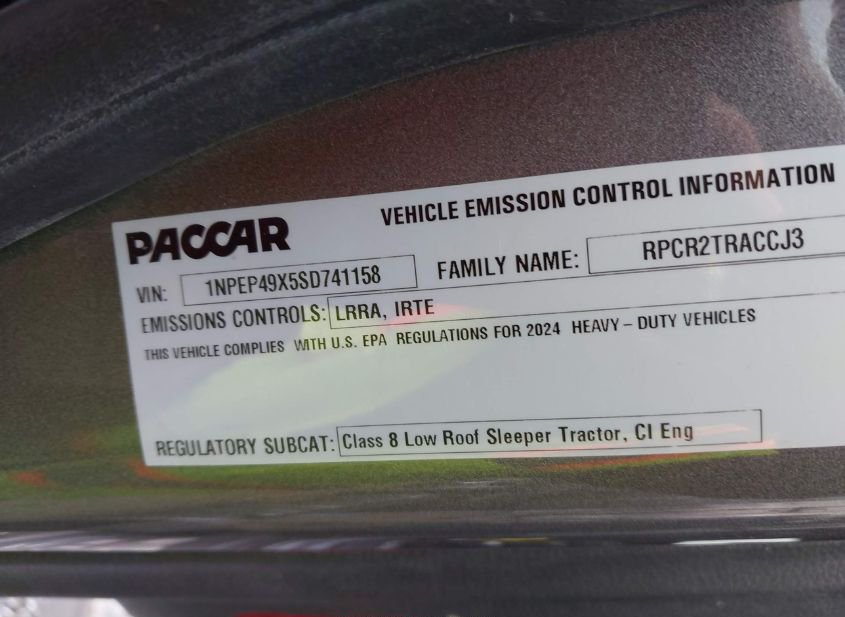 VEHICLE EMISSION CONTROL INFORMATION
PACCAR
VIN: 1NPEP49X5SD741158 FAMILY NAME: RPCR2TRACCJ3
EMISSIONS CONTROLS: LRRA, IRTE
THIS VEHICLE COMPLIES WITH U.S. EPA REGULATIONS FOR 2024 HEAVY – DUTY VEHICLES
REGULATORY SUBCAT: Class 8 Low Roof Sleeper Tractor, CI Eng